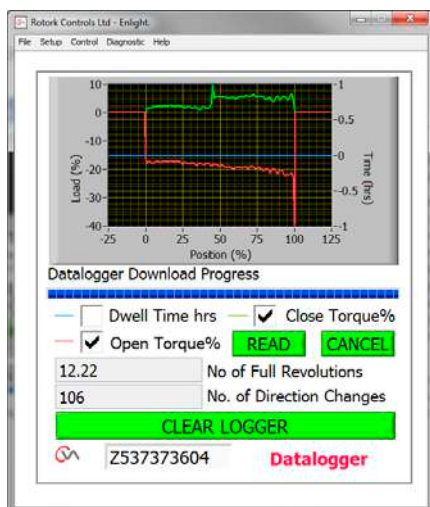 Rotork Controls Ltd - Enlight.
File Setup Control Diagnostic Help
10
0
-10
-20
-30
-40
Load (%)
1
0.5
0
-0.5
-1
Time (hrs)
-25 0 25 50 75 100 125
Position (%)
Datalogger Download Progress
Dwell Time hrs Close Torque%
Open Torque% READ CANCEL
12.22 No of Full Revolutions
106 No. of Direction Changes
CLEAR LOGGER
Z537373604 Datalogger